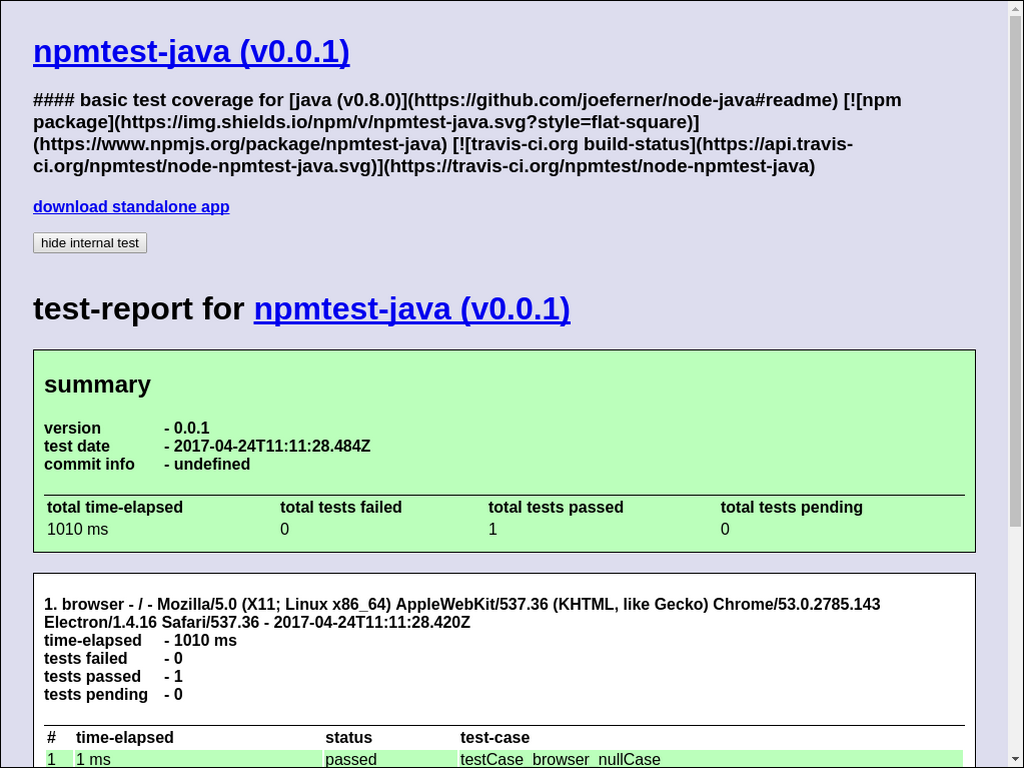 npmtest-java (v0.0.1)
#### basic test coverage for [java (v0.8.0)](https://github.com/joeferner/node-java#readme) [![npm
package](https://img.shields.io/npm/v/npmtest-java.svg?style=flat-square)]
(https://www.npmjs.org/package/npmtest-java) [![travis-ci.org build-status](https://api.travis-
ci.org/npmtest/node-npmtest-java.svg)](https://travis-ci.org/npmtest/node-npmtest-java)
download standalone app
hide internal test
test-report for npmtest-java (v0.0.1)
summary
version - 0.0.1
test date - 2017-04-24T11:11:28.484Z
commit info - undefined
total time-elapsed total tests failed total tests passed total tests pending
1010 ms 0 1 0
1. browser - / - Mozilla/5.0 (X11; Linux x86_64) AppleWebKit/537.36 (KHTML, like Gecko) Chrome/53.0.2785.143
Electron/1.4.16 Safari/537.36 - 2017-04-24T11:11:28.420Z
time-elapsed - 1010 ms
tests failed - 0
tests passed - 1
tests pending - 0
# time-elapsed status test-case
1 1 ms passed testCase_browser_nullCase